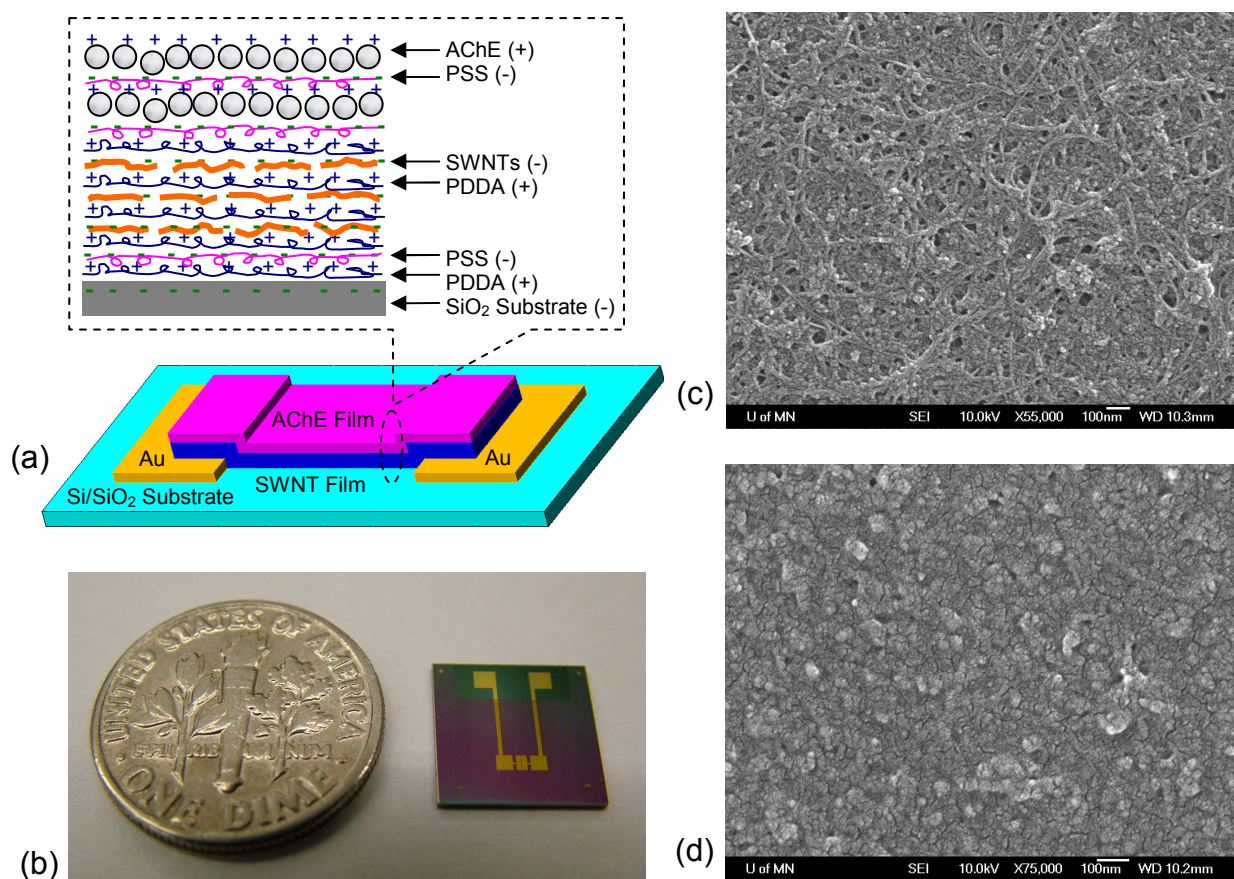 AChE (+)
PSS (-)
SWNTs (-)
PDDA (+)
PSS (-)
PDDA (+)
SiO2 Substrate (-)
(a)
AChE Film
Au
Au
SWNT Film
Si/SiO2 Substrate
(b)
UNITED STATES OF AMERICA
ONE DIME
(c)
U of MN SEI 10.0kV X55,000 100nm WD 10.3mm
(d)
U of MN SEI 10.0kV X75,000 100nm WD 10.2mm